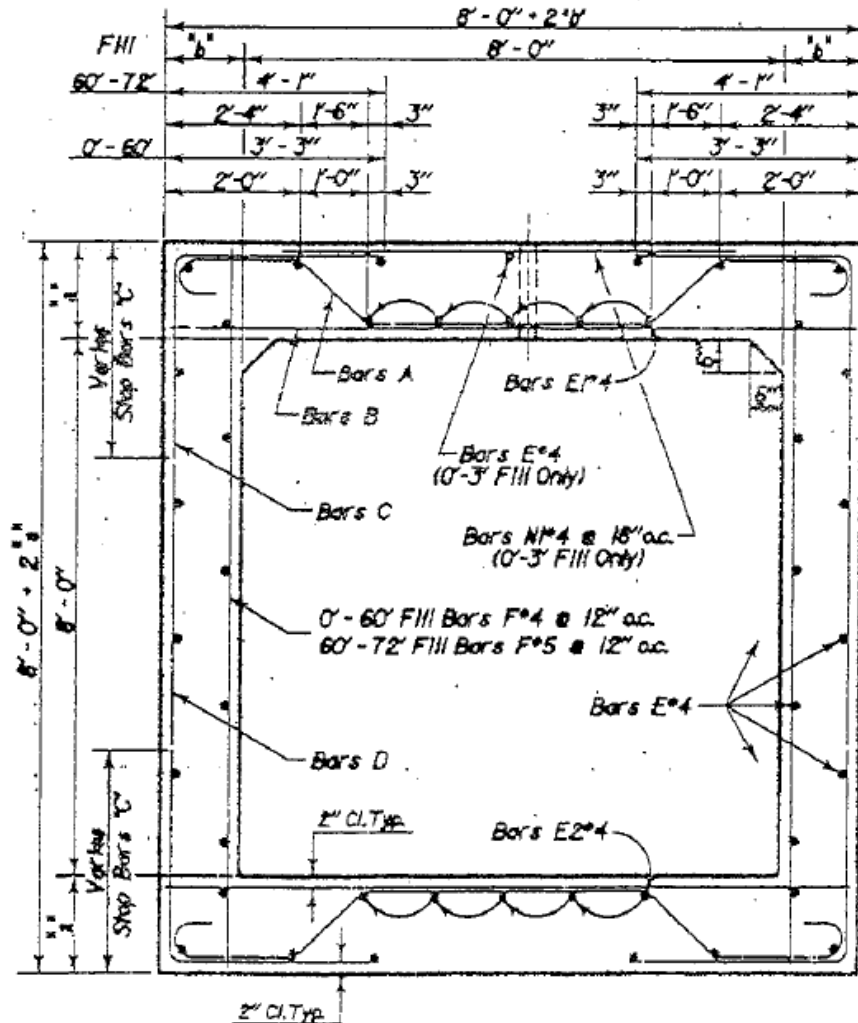 8'-0" + 2"b"
FHI "b" 8'-0" "b"
60'-72' 4'-1" 4'-1"
2'-4" 1'-6" 3" 3" 1'-6" 2'-4"
0'-60' 3'-3" 3'-3"
2'-0" 1'-0" 3" 3" 1'-0" 2'-0"
Varies
Stop Bars "C"
Bars A
Bars E1#4
6"
6"
Bars B
Bars E#4
(0'-3' Fill Only)
Bars C
Bars N1#4 @ 18" o.c.
(0'-3' Fill Only)
8'-0" + 2
8'-0"
0'-60' Fill Bars F#4 @ 12" o.c.
60'-72' Fill Bars F#5 @ 12" o.c.
Bars E#4
Bars D
2" Cl. Typ.
Bars E2#4
Varies
Stop Bars "C"
2" Cl. Typ.